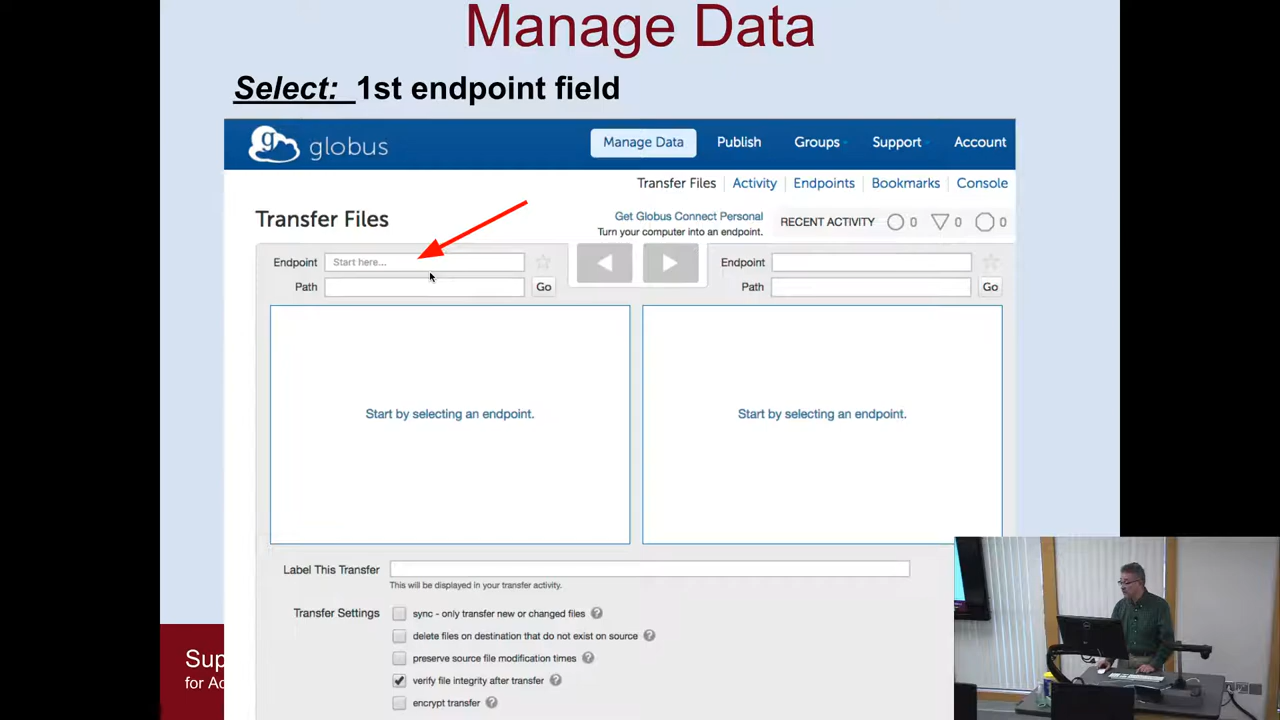 Manage Data
Select: 1st endpoint field
globus
Manage Data Publish Groups Support Account
Transfer Files Activity Endpoints Bookmarks Console
Transfer Files
Get Globus Connect Personal
Turn your computer into an endpoint.
RECENT ACTIVITY 0 0 0
Endpoint Start here... Endpoint
Path Go Path Go
Start by selecting an endpoint. Start by selecting an endpoint.
Label This Transfer
This will be displayed in your transfer activity.
Transfer Settings sync - only transfer new or changed files ?
delete files on destination that do not exist on source ?
preserve source file modification times ?
verify file integrity after transfer ?
encrypt transfer ?
Sup
for Ac